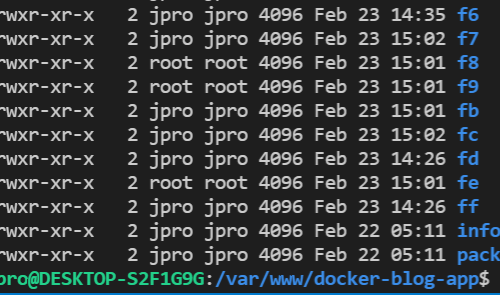 rwxr-xr-x 2 jpro jpro 4096 Feb 23 14:35 f6
rwxr-xr-x 2 jpro jpro 4096 Feb 23 15:02 f7
rwxr-xr-x 2 root root 4096 Feb 23 15:01 f8
rwxr-xr-x 2 root root 4096 Feb 23 15:01 f9
rwxr-xr-x 2 jpro jpro 4096 Feb 23 15:01 fb
rwxr-xr-x 2 jpro jpro 4096 Feb 23 15:02 fc
rwxr-xr-x 2 jpro jpro 4096 Feb 23 14:26 fd
rwxr-xr-x 2 root root 4096 Feb 23 15:01 fe
rwxr-xr-x 2 jpro jpro 4096 Feb 23 14:26 ff
rwxr-xr-x 2 jpro jpro 4096 Feb 22 05:11 info
rwxr-xr-x 2 jpro jpro 4096 Feb 22 05:11 pack
pro@DESKTOP-S2F1G9G:/var/www/docker-blog-app$